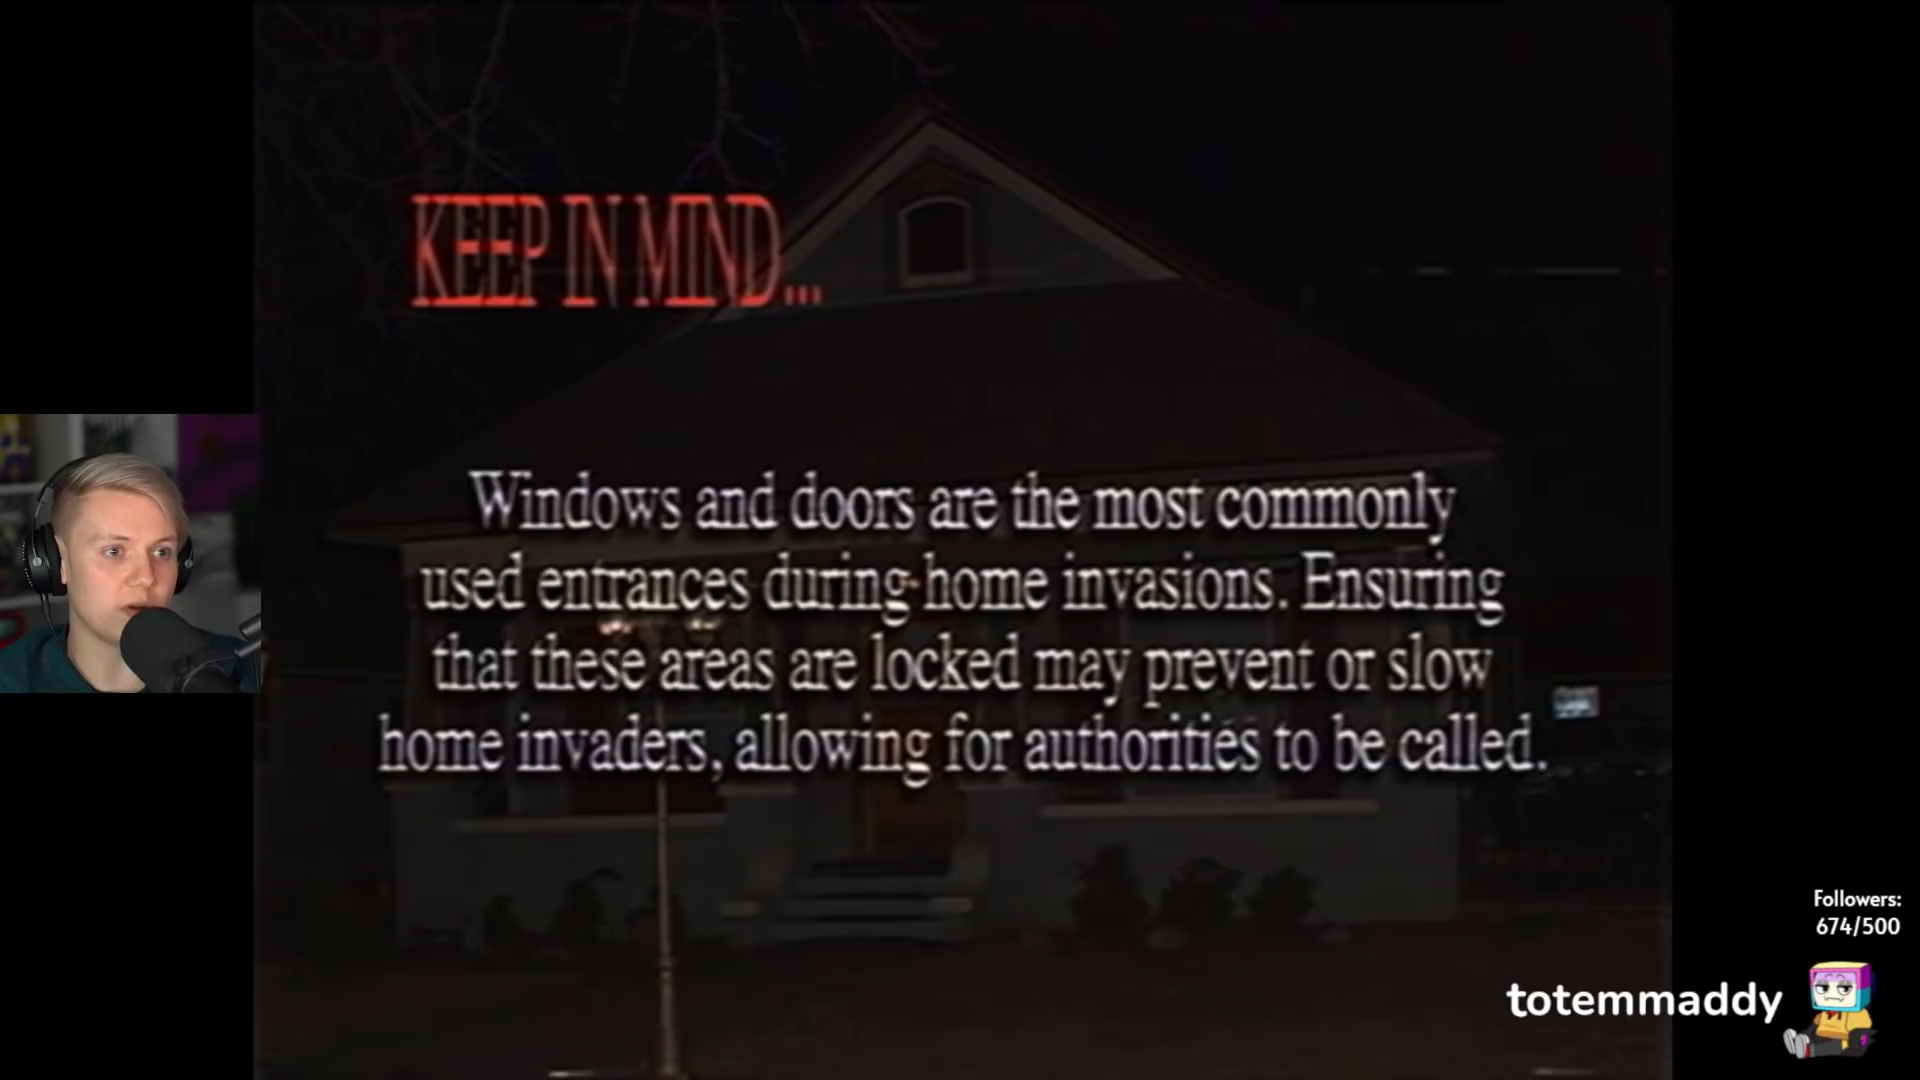 KEEP IN MIND...
Windows and doors are the most commonly
used entrances during home invasions. Ensuring
that these areas are locked may prevent or slow
home invaders, allowing for authorities to be called.
Followers:
674/500
totemmaddy